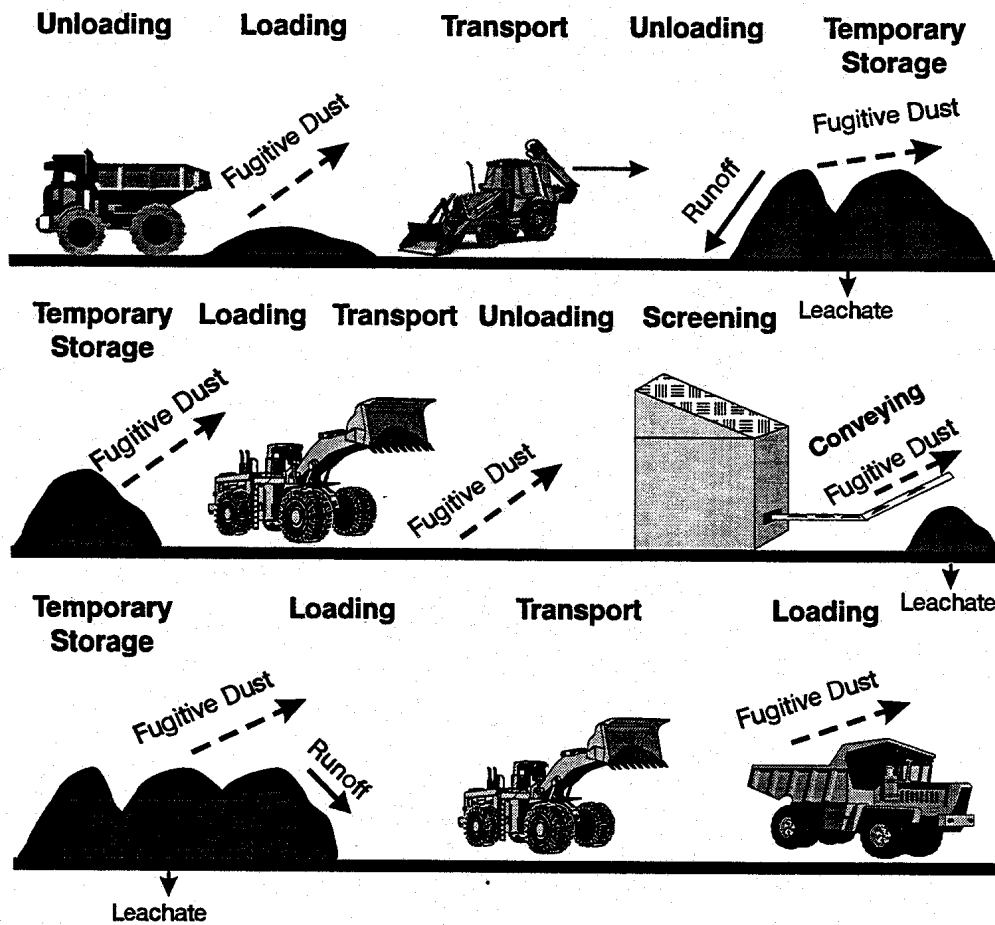 Unloading Loading Transport Unloading Temporary
Storage
Fugitive Dust
Runoff
Fugitive Dust
Leachate
Temporary Loading Transport Unloading Screening
Storage
Fugitive Dust
Fugitive Dust
Conveying
Fugitive Dust
Leachate
Temporary Loading Transport Loading
Storage
Fugitive Dust
Runoff
Fugitive Dust
Leachate